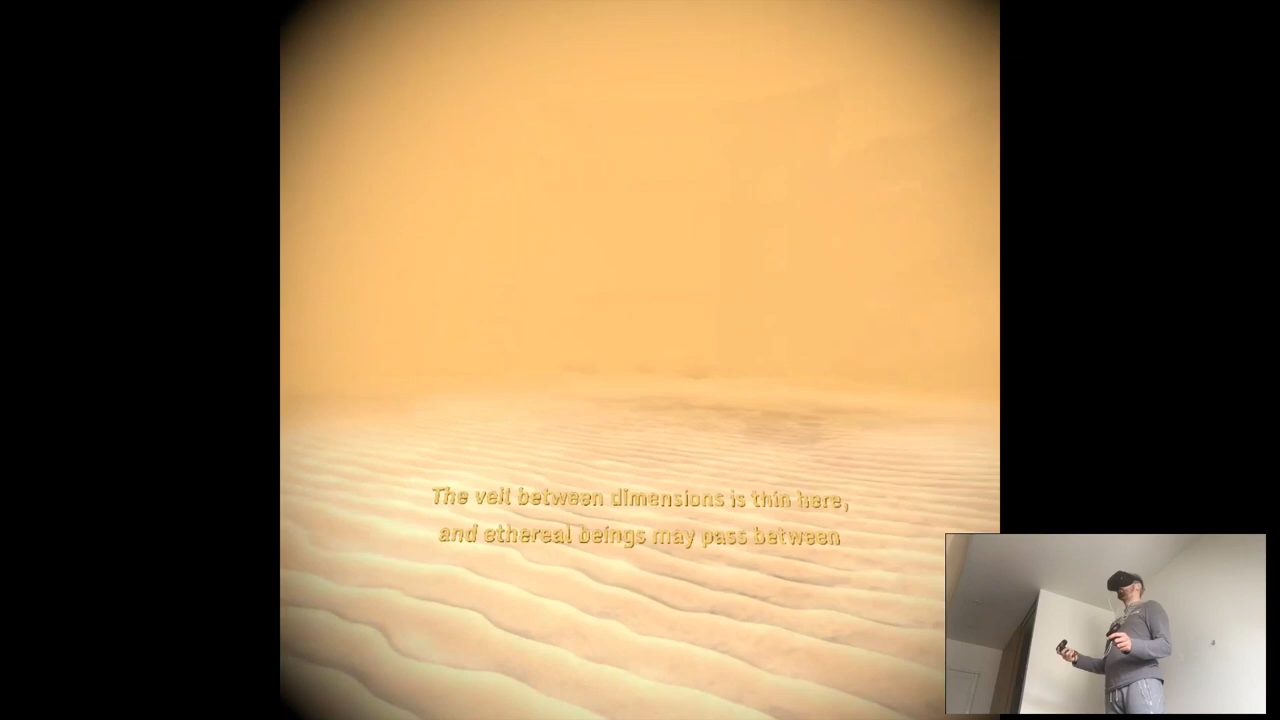 The veil between dimensions is thin here,
and ethereal beings may pass between